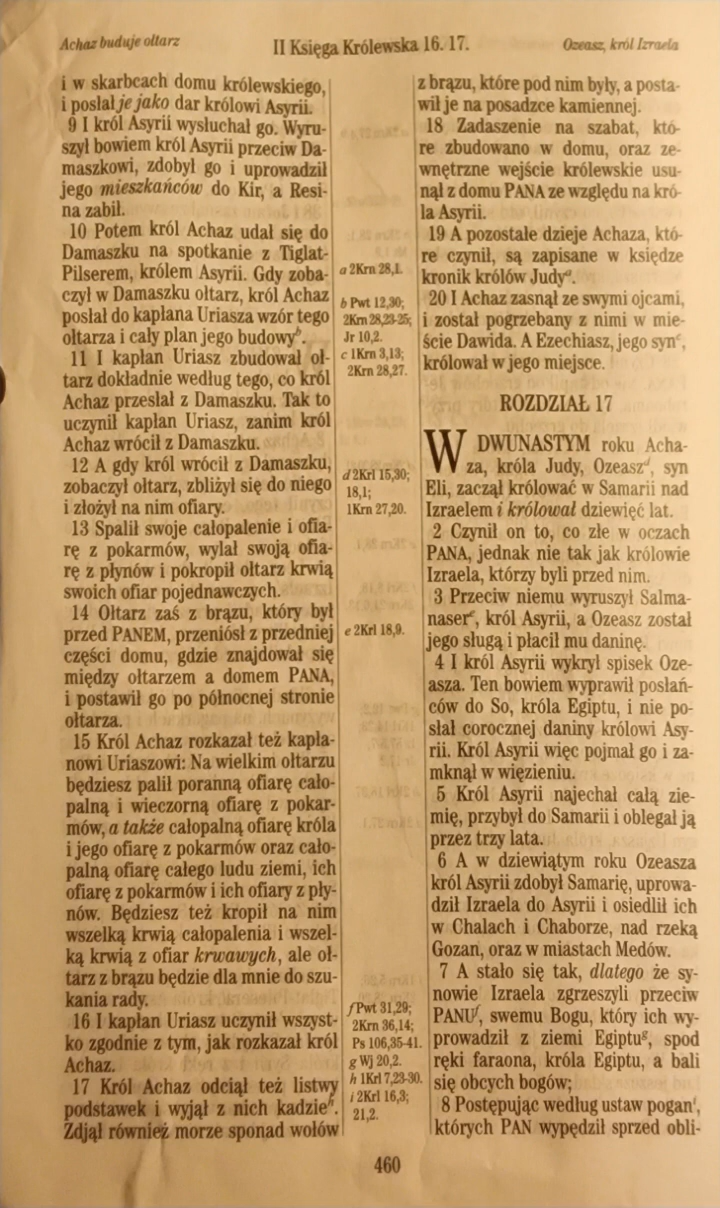 Achaz buduje ołtarz
II Księga Królewska 16. 17.
Ozeasz, król Izraela
i w skarbcach domu królewskiego,
i posłał je jako dar królowi Asyrii.
9 I król Asyrii wysłuchał go. Wyru-
szył bowiem król Asyrii przeciw Da-
maszkowi, zdobył go i uprowadził
jego mieszkańców do Kir, a Resi-
na zabił.
10 Potem król Achaz udał się do
Damaszku na spotkanie z Tiglat-
Pilserem, królem Asyrii. Gdy zoba-
czył w Damaszku ołtarz, król Achaz
posłał do kapłana Uriasza wzór tego
ołtarza i cały plan jego budowy b.
11 I kapłan Uriasz zbudował oł-
tarz dokładnie według tego, co król
Achaz przesłał z Damaszku. Tak to
uczynił kapłan Uriasz, zanim król
Achaz wrócił z Damaszku.
12 A gdy król wrócił z Damaszku,
zobaczył ołtarz, zbliżył się do niego
i złożył na nim ofiary.
13 Spalił swoje całopalenie i ofia-
rę z pokarmów, wylał swoją ofia-
rę z płynów i pokropił ołtarz krwią
swoich ofiar pojednawczych.
14 Ołtarz zaś z brązu, który był
przed PANEM, przeniósł z przedniej
części domu, gdzie znajdował się
między ołtarzem a domem PANA,
i postawił go po północnej stronie
ołtarza.
15 Król Achaz rozkazał też kapła-
nowi Uriaszowi: Na wielkim ołtarzu
będziesz palił poranną ofiarę cało-
palną i wieczorną ofiarę z pokar-
mów, a także całopalną ofiarę króla
i jego ofiarę z pokarmów oraz cało-
palną ofiarę całego ludu ziemi, ich
ofiarę z pokarmów i ich ofiary z pły-
nów. Będziesz też kropił na nim
wszelką krwią całopalenia i wszel-
ką krwią z ofiar krwawych, ale oł-
tarz z brązu będzie dla mnie do szu-
kania rady.
16 I kapłan Uriasz uczynił wszyst-
ko zgodnie z tym, jak rozkazał król
Achaz.
17 Król Achaz odciął też listwy
podstawek i wyjął z nich kadzie h.
Zdjął również morze sponad wołów
a 2Krn 28,1.
b Pwt 12,30;
2Krn 28,23-25;
Jr 10,2.
c 1Krn 3,13;
2Krn 28,27.
d 2Krl 15,30;
18,1;
1Krn 27,20.
e 2Krl 18,9.
f Pwt 31,29;
2Krn 36,14;
Ps 106,35-41.
g Wj 20,2.
h 1Krl 7,23-30.
i 2Krl 16,3;
21,2.
z brązu, które pod nim były, a posta-
wił je na posadzce kamiennej.
18 Zadaszenie na szabat, któ-
re zbudowano w domu, oraz ze-
wnętrzne wejście królewskie usu-
nął z domu PANA ze względu na kró-
la Asyrii.
19 A pozostałe dzieje Achaza, któ-
re czynił, są zapisane w księdze
kronik królów Judy a.
20 I Achaz zasnął ze swymi ojcami,
i został pogrzebany z nimi w mie-
ście Dawida. A Ezechiasz, jego syn c,
królował w jego miejsce.
ROZDZIAŁ 17
W DWUNASTYM roku Acha-
za, króla Judy, Ozeasz d, syn
Eli, zaczął królować w Samarii nad
Izraelem i królował dziewięć lat.
2 Czynił on to, co złe w oczach
PANA, jednak nie tak jak królowie
Izraela, którzy byli przed nim.
3 Przeciw niemu wyruszył Salma-
naser e, król Asyrii, a Ozeasz został
jego sługą i płacił mu daninę.
4 I król Asyrii wykrył spisek Oze-
asza. Ten bowiem wyprawił posłań-
ców do So, króla Egiptu, i nie po-
słał corocznej daniny królowi Asy-
rii. Król Asyrii więc pojmał go i za-
mknął w więzieniu.
5 Król Asyrii najechał całą zie-
mię, przybył do Samarii i oblegał ją
przez trzy lata.
6 A w dziewiątym roku Ozeasza
król Asyrii zdobył Samarię, uprowa-
dził Izraela do Asyrii i osiedlił ich
w Chalach i Chaborze, nad rzeką
Gozan, oraz w miastach Medów.
7 A stało się tak, dlatego że sy-
nowie Izraela zgrzeszyli przeciw
PANU f, swemu Bogu, który ich wy-
prowadził z ziemi Egiptu g, spod
ręki faraona, króla Egiptu, a bali
się obcych bogów;
8 Postępując według ustaw pogan i,
których PAN wypędził sprzed obli-
460